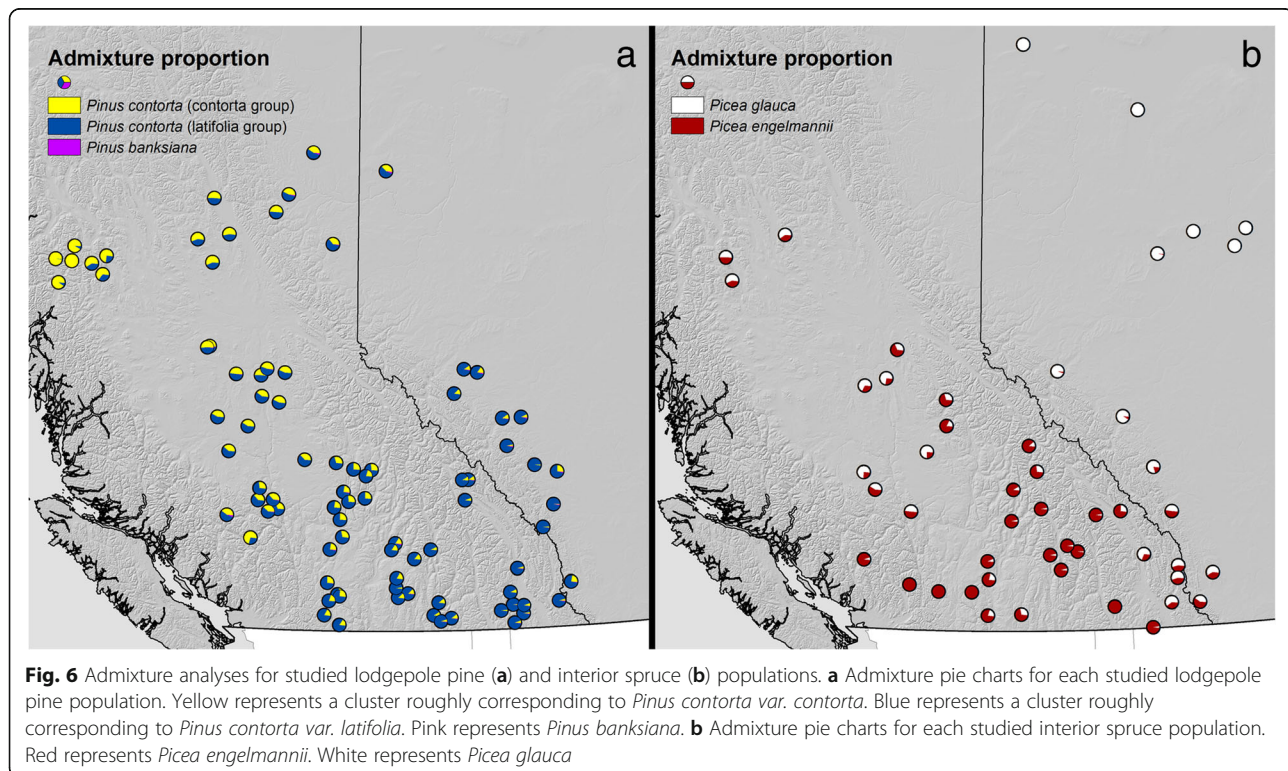 Admixture proportion
a
Pinus contorta (contorta group)
Pinus contorta (latifolia group)
Pinus banksiana
Admixture proportion
b
Picea glauca
Picea engelmannii
Fig. 6 Admixture analyses for studied lodgepole pine (a) and interior spruce (b) populations. a Admixture pie charts for each studied lodgepole
pine population. Yellow represents a cluster roughly corresponding to Pinus contorta var. contorta. Blue represents a cluster roughly
corresponding to Pinus contorta var. latifolia. Pink represents Pinus banksiana. b Admixture pie charts for each studied interior spruce population.
Red represents Picea engelmannii. White represents Picea glauca